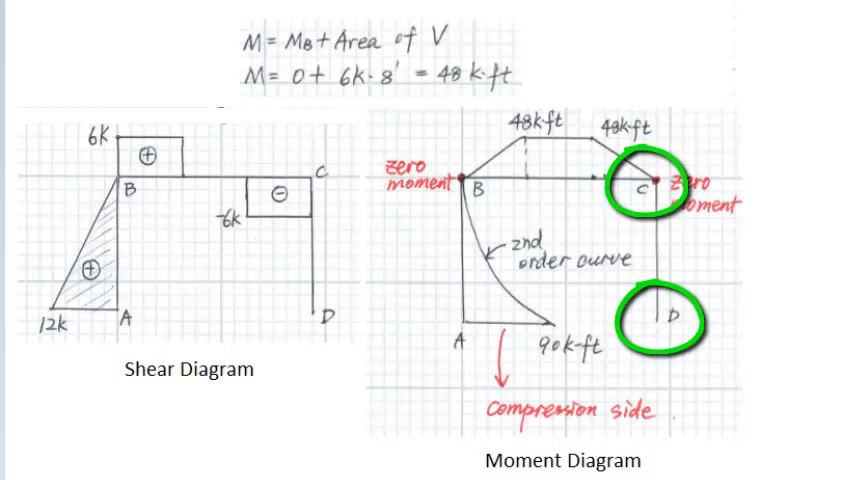 M = MB + Area of V
M = 0 + 6k · 8' = 48 k·ft
6k
⊕
B
C
⊖
-6k
⊕
12k
A
D
Shear Diagram
48k-ft
48k-ft
zero
moment
B
C
zero
moment
2nd
order curve
A
90k-ft
D
compression side
Moment Diagram